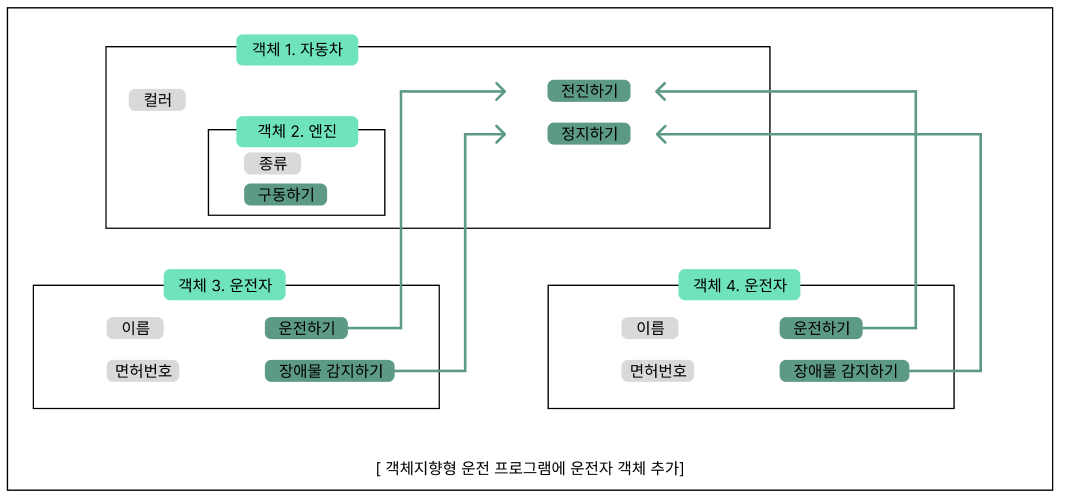 객체 1. 자동차
컬러
전진하기
정지하기
객체 2. 엔진
종류
구동하기
객체 3. 운전자
이름
운전하기
면허번호
장애물 감지하기
객체 4. 운전자
이름
운전하기
면허번호
장애물 감지하기
[ 객체지향형 운전 프로그램에 운전자 객체 추가]